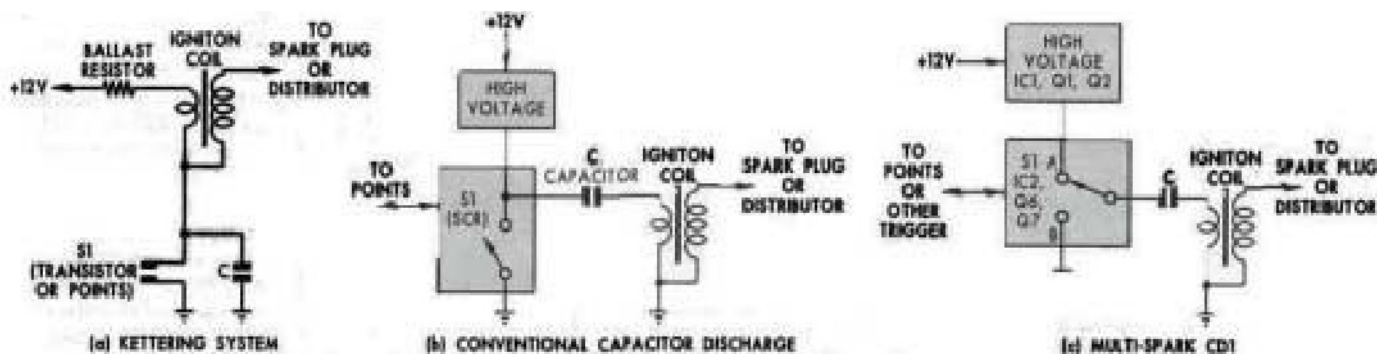 +12V
BALLAST
RESISTOR
IGNITON
COIL
TO
SPARK PLUG
OR
DISTRIBUTOR
S1
(TRANSISTOR
OR POINTS)
C
(a) KETTERING SYSTEM
+12V
HIGH
VOLTAGE
TO
POINTS
S1
(SCR)
C
CAPACITOR
IGNITON
COIL
TO
SPARK PLUG
OR
DISTRIBUTOR
(b) CONVENTIONAL CAPACITOR DISCHARGE
+12V
HIGH
VOLTAGE
IC1, Q1, Q2
TO
POINTS
OR
OTHER
TRIGGER
S1 A
IC2,
Q6,
Q7
B
C
IGNITON
COIL
TO
SPARK PLUG
OR
DISTRIBUTOR
(c) MULTI-SPARK CD1